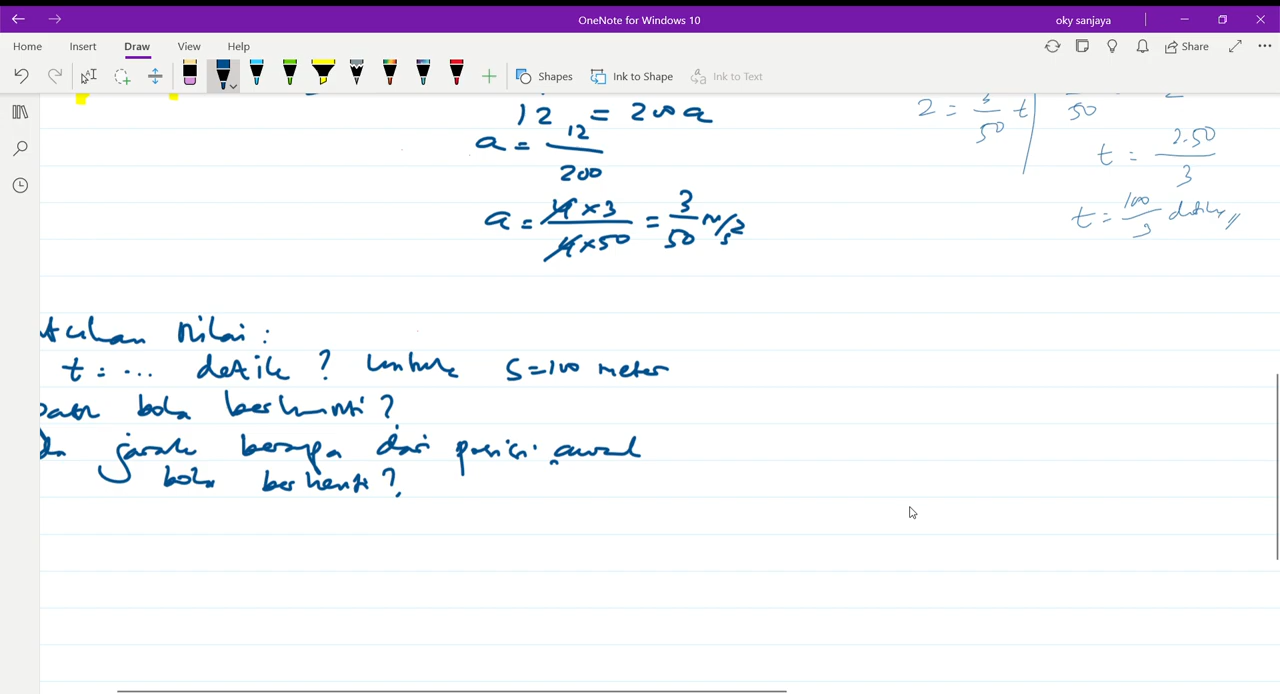 OneNote for Windows 10
oky sanjaya
Home Insert Draw View Help
Share
Shapes Ink to Shape Ink to Text
12 = 200a
a = 12/200
a = 4×3/4×50 = 3/50 m/s2
2 = 3/50 t
50
t = 2.50/3
t = 100/3 detik //
Nilai :
t = ... detik ? Untuk S=100 meter
bola berhenti ?
jarak berapa dari posisi awal
bola berhenti ?